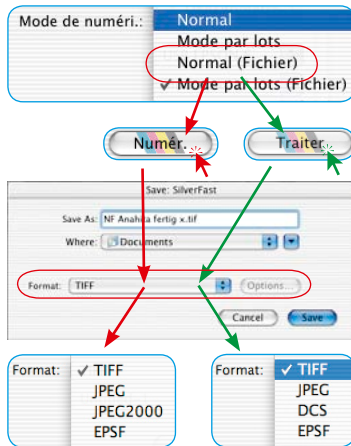 Mode de numéri.: Normal
Mode par lots
Normal (Fichier)
✓ Mode par lots (Fichier)
Numér. Traiter
Save: SilverFast
Save As: NF Anahita fertig x.tif
Where: Documents
Format: TIFF Options...
Cancel Save
Format: ✓ TIFF Format: ✓ TIFF
JPEG JPEG
JPEG2000 DCS
EPSF EPSF